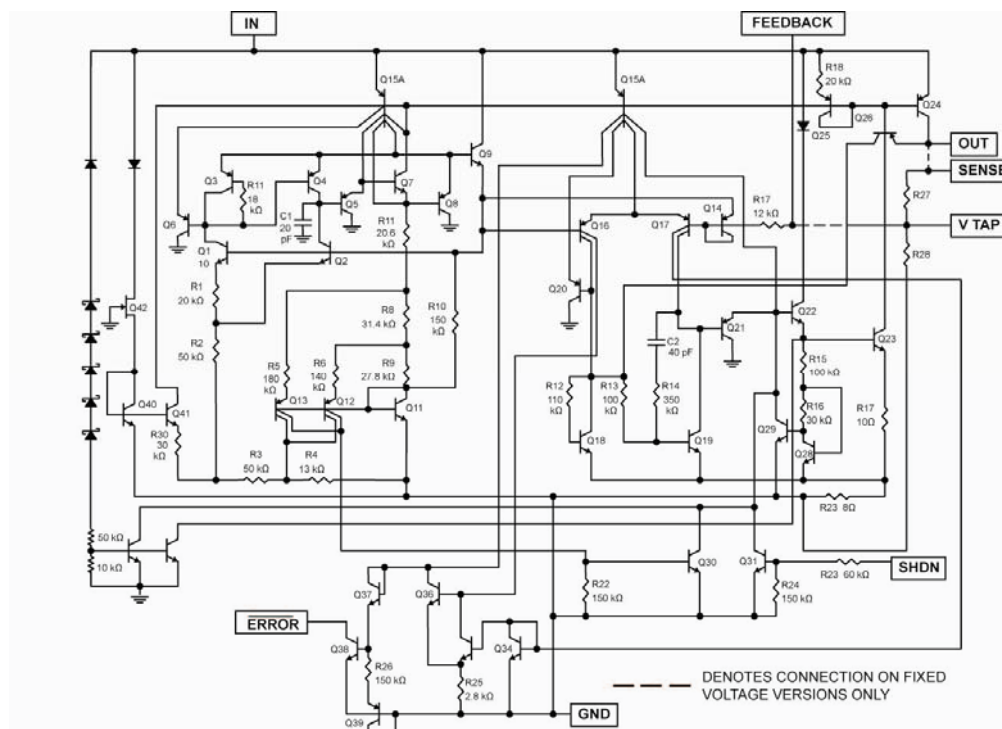 IN
FEEDBACK
Q15A
Q15A
R18
20 kΩ
Q24
Q26
Q25
OUT
SENSE
Q9
Q3
R11
18
kΩ
Q4
Q7
Q5
Q8
C1
20
pF
R11
20.6
kΩ
Q6
Q1
10
Q2
R1
20 kΩ
R2
50 kΩ
R10
150
kΩ
R8
31.4 kΩ
R9
27.8 kΩ
R5
180
kΩ
R6
140
kΩ
Q13
Q12
Q11
R3
50 kΩ
R4
13 kΩ
Q42
Q40
Q41
R30
30
kΩ
Q16
Q17
Q14
R17
12 kΩ
R27
V TAP
R28
Q20
Q21
Q22
Q23
C2
40 pF
R12
110
kΩ
R13
100
kΩ
R14
350
kΩ
R15
100 kΩ
R16
30 kΩ
R17
10Ω
Q18
Q19
Q29
Q28
R23 8Ω
50 kΩ
10 kΩ
Q30
Q31
R22
150 kΩ
R24
150 kΩ
R23 60 kΩ
SHDN
Q37
Q36
ERROR
Q38
Q34
R26
150 kΩ
R25
2.8 kΩ
Q39
GND
DENOTES CONNECTION ON FIXED
VOLTAGE VERSIONS ONLY